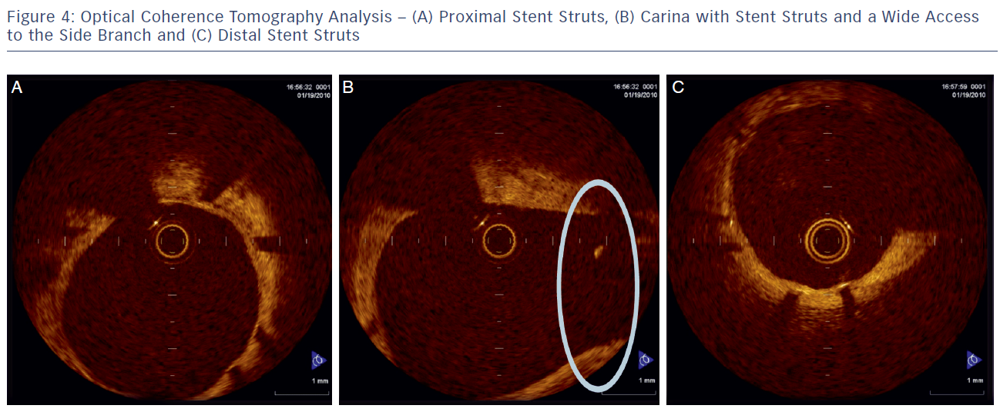 Figure 4: Optical Coherence Tomography Analysis – (A) Proximal Stent Struts, (B) Carina with Stent Struts and a Wide Access
to the Side Branch and (C) Distal Stent Struts
A
16:56:32 0001
01/19/2010
1 mm
B
16:56:32 0001
01/19/2010
1 mm
C
16:57:59 0001
01/19/2010
1 mm